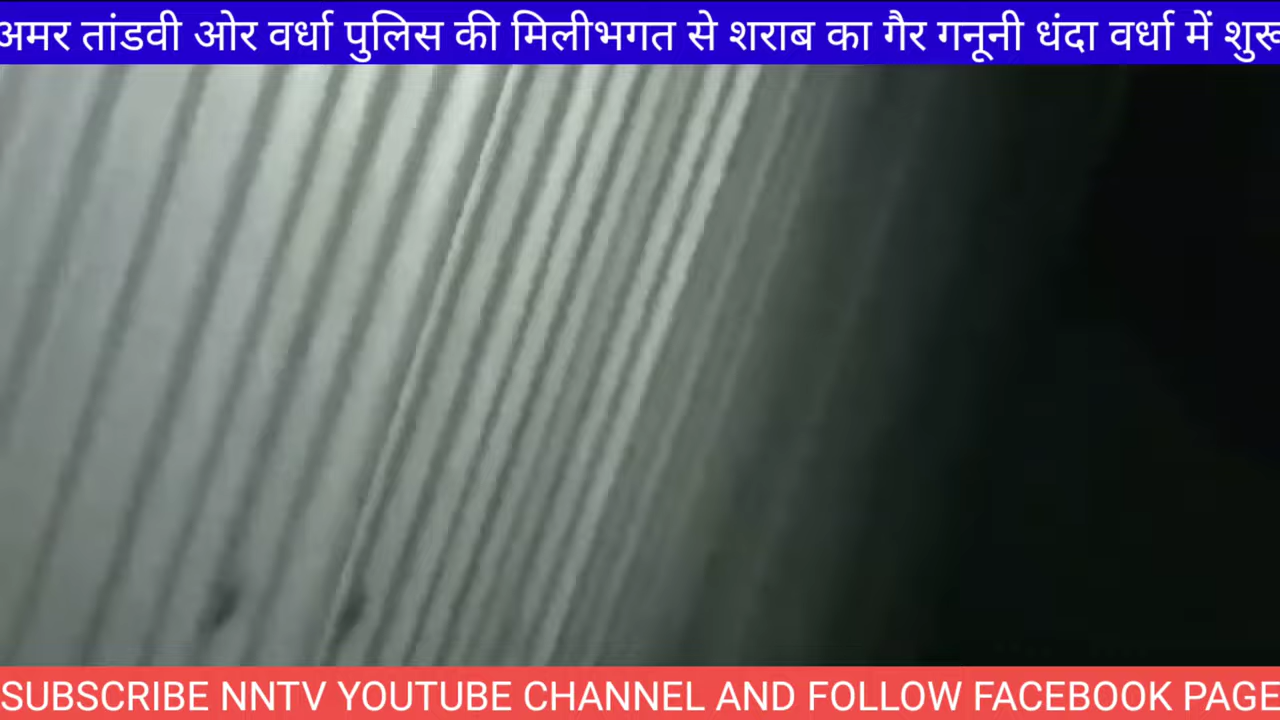 अमर तांडवी ओर वर्धा पुलिस की मिलीभगत से शराब का गैर गनूनी धंदा वर्धा में
SUBSCRIBE NNTV YOUTUBE CHANNEL AND FOLLOW FACEBOOK PAGE